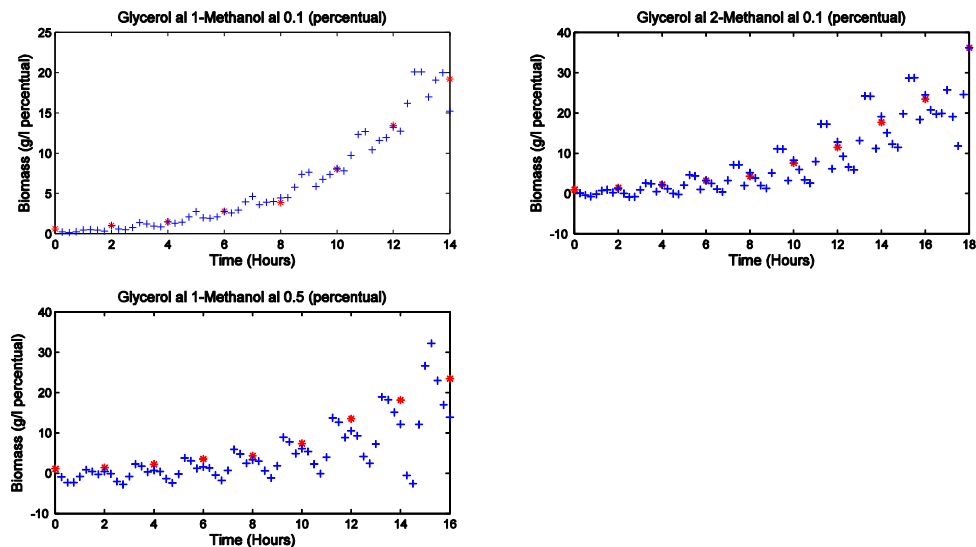 Glycerol al 1-Methanol al 0.1 (percentual)
25
20
15
10
5
0
Biomass (g/l percentual)
0 2 4 6 8 10 12 14
Time (Hours)
Glycerol al 2-Methanol al 0.1 (percentual)
40
30
20
10
0
-10
Biomass (g/l percentual)
0 2 4 6 8 10 12 14 16 18
Time (Hours)
Glycerol al 1-Methanol al 0.5 (percentual)
40
30
20
10
0
-10
Biomass (g/l percentual)
0 2 4 6 8 10 12 14 16
Time (Hours)